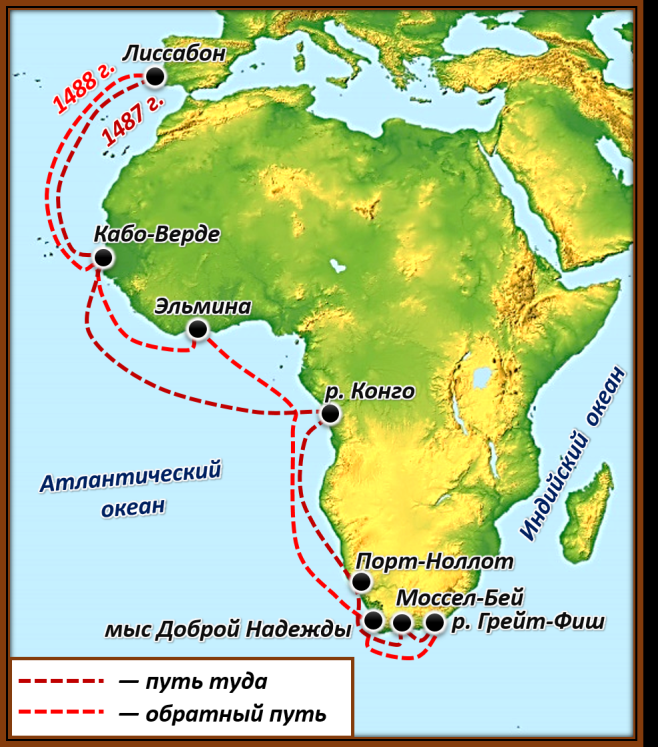 Лиссабон
1488 г.
1487 г.
Кабо-Верде
Эльмина
р. Конго
Индийский океан
Атлантический
океан
Порт-Ноллот
Моссел-Бей
мыс Доброй Надежды
р. Грейт-Фиш
— путь туда
— обратный путь